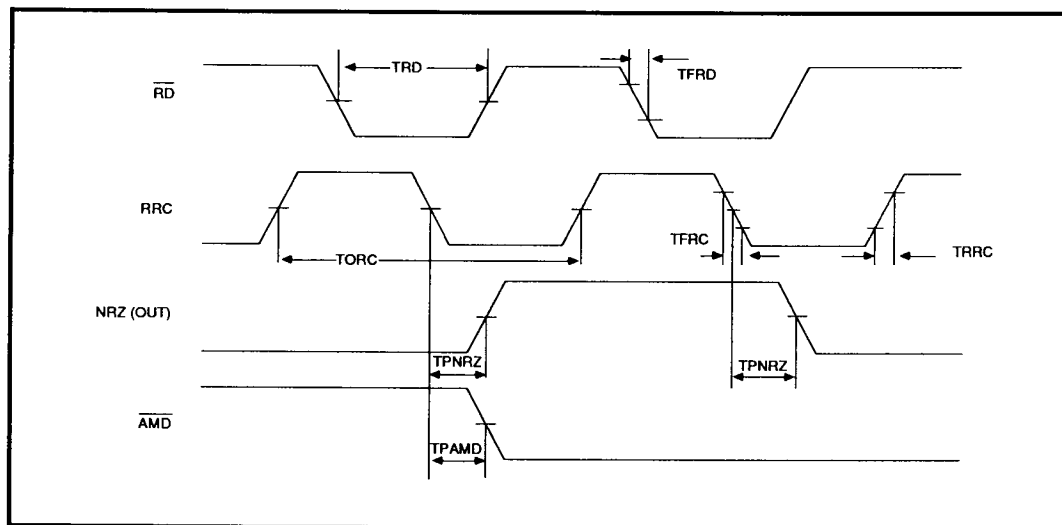 TRD
TFRD
RD
RRC
TFRC
TRRC
TORC
NRZ (OUT)
TPNRZ
TPNRZ
AMD
TPAMD